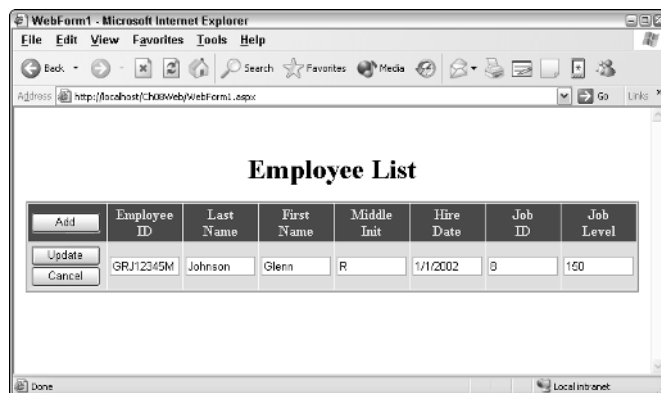 WebForm1 - Microsoft Internet Explorer
File Edit View Favorites Tools Help
Back Search Favorites Media
Address http://localhost/Ch08Web/WebForm1.aspx Go Links
Employee List
Add Employee ID Last Name First Name Middle Init Hire Date Job ID Job Level
Update
Cancel
GRJ12345M Johnson Glenn R 1/1/2002 8 150
Done Local intranet